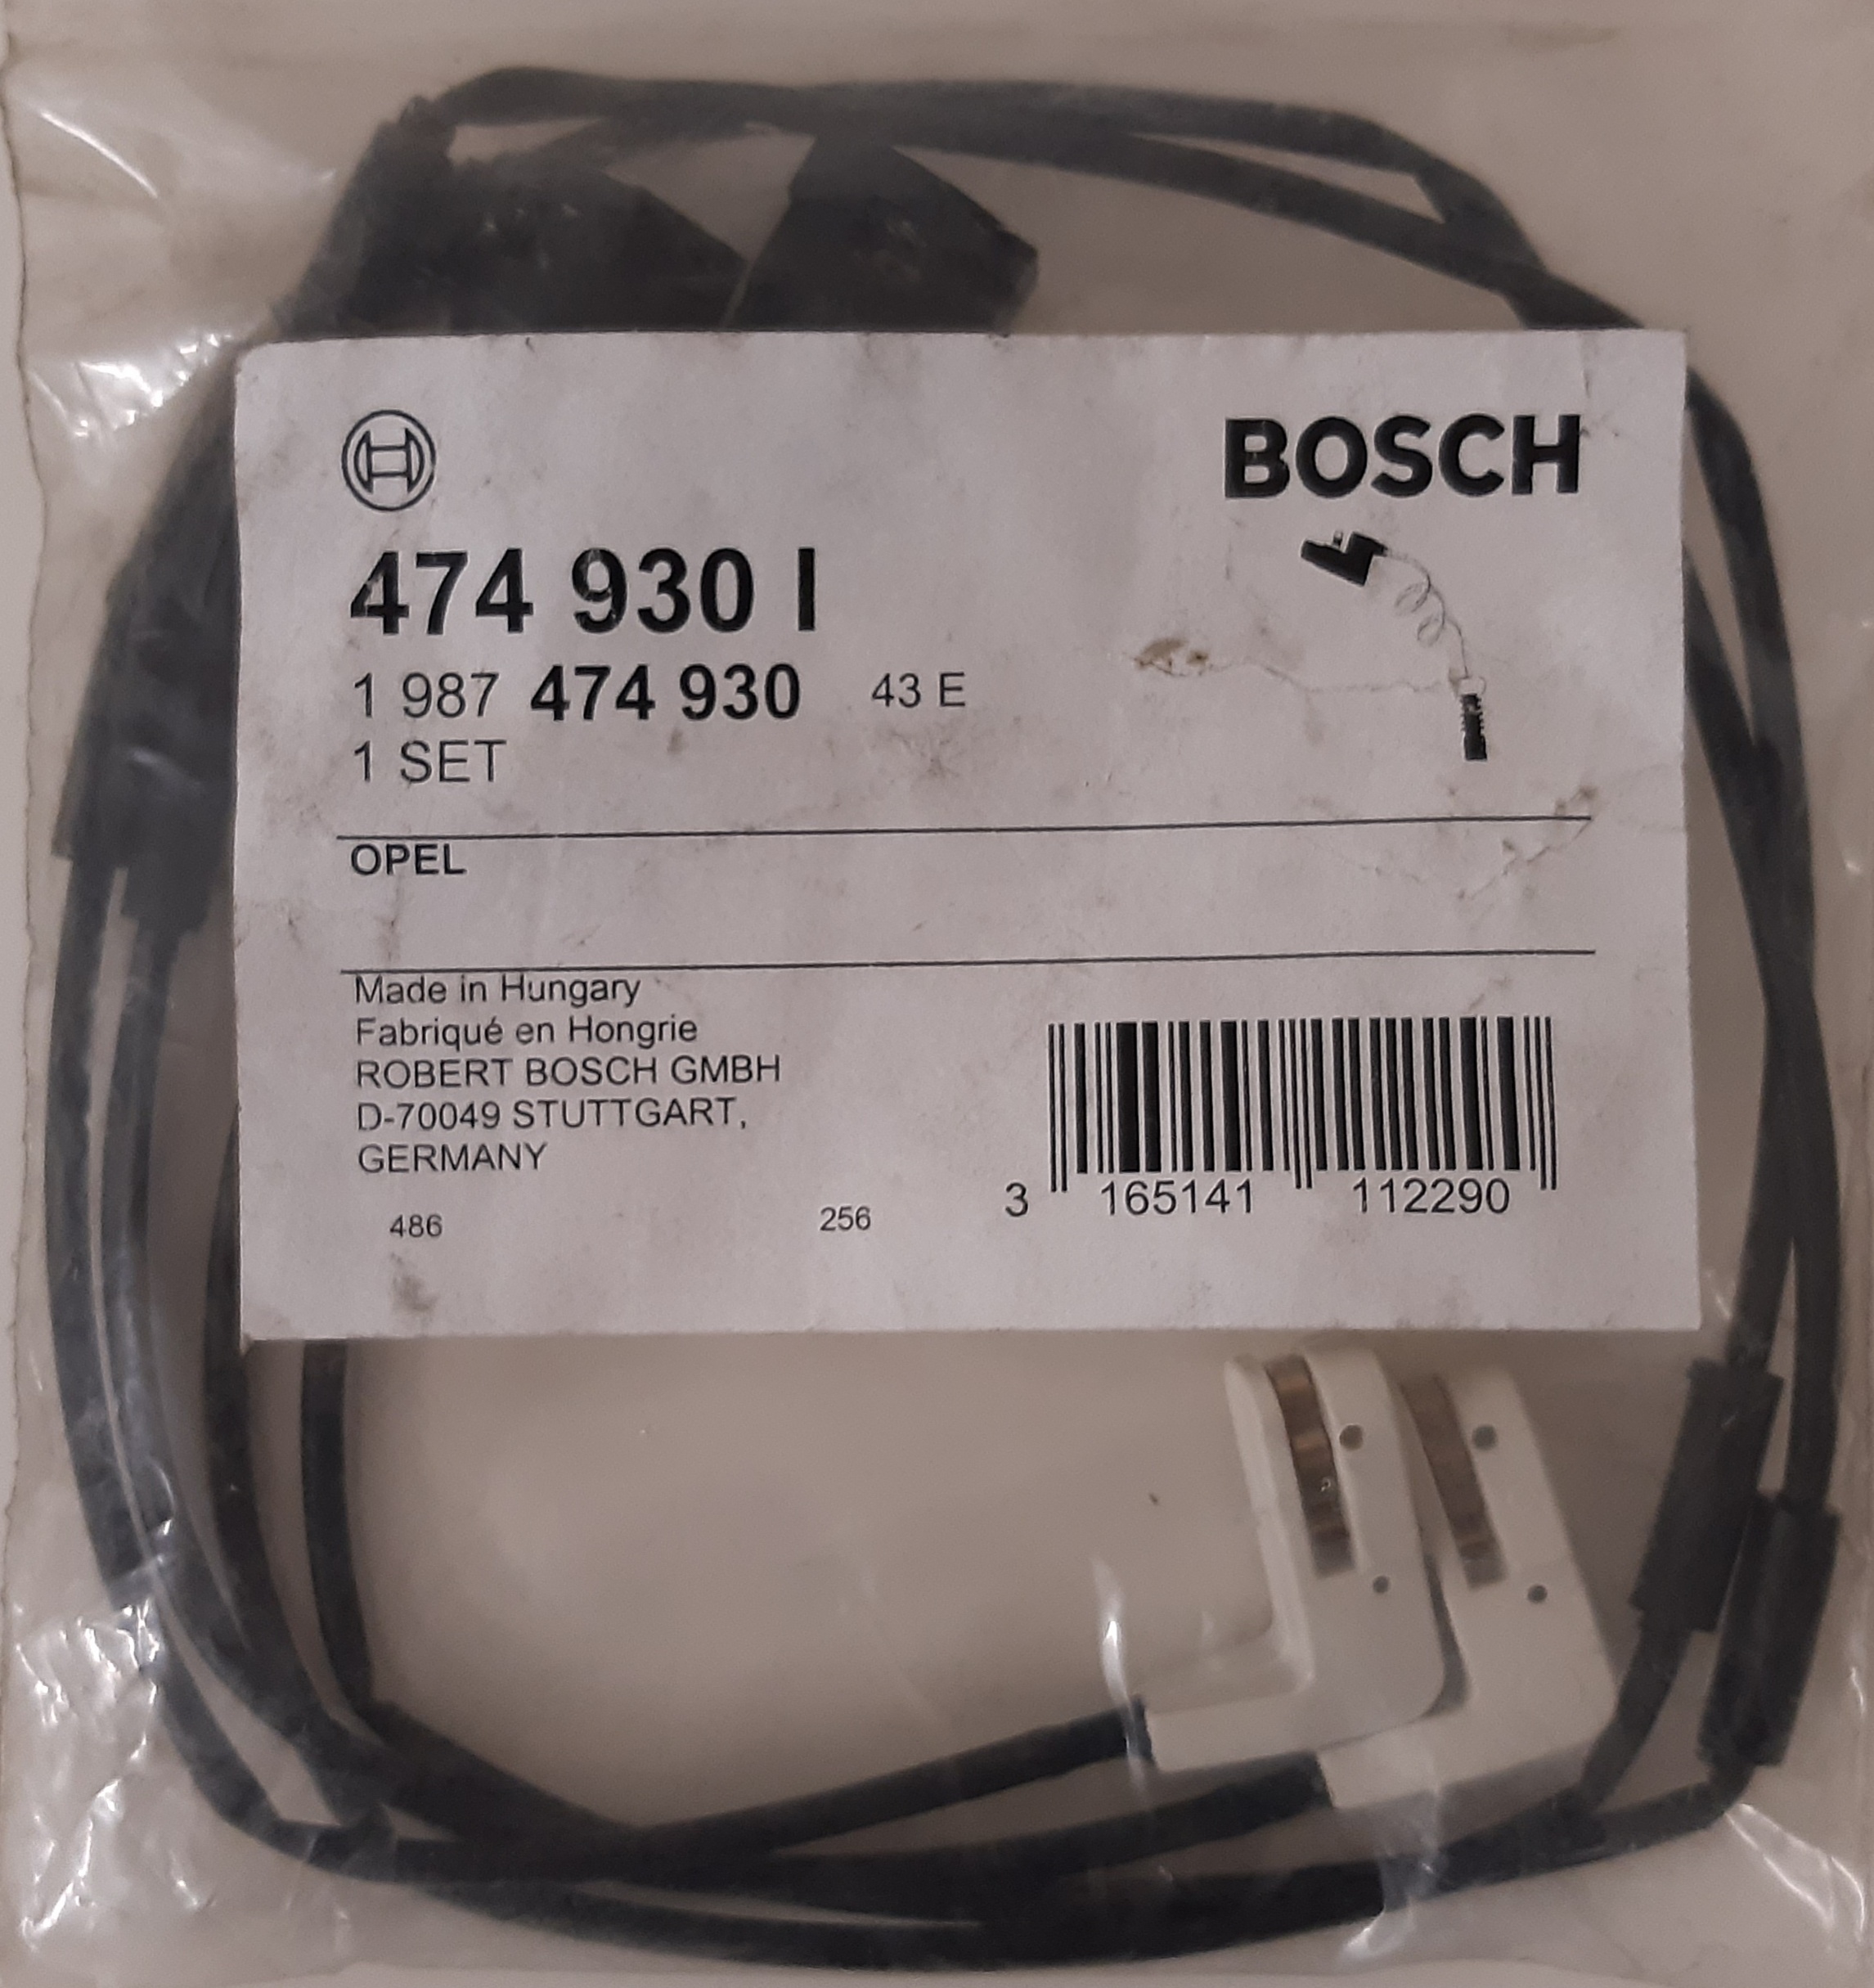 BOSCH
474 930 I
1 987 474 930 43 E
1 SET
OPEL
Made in Hungary
Fabriqué en Hongrie
ROBERT BOSCH GMBH
D-70049 STUTTGART,
GERMANY
486 256
3 165141 112290